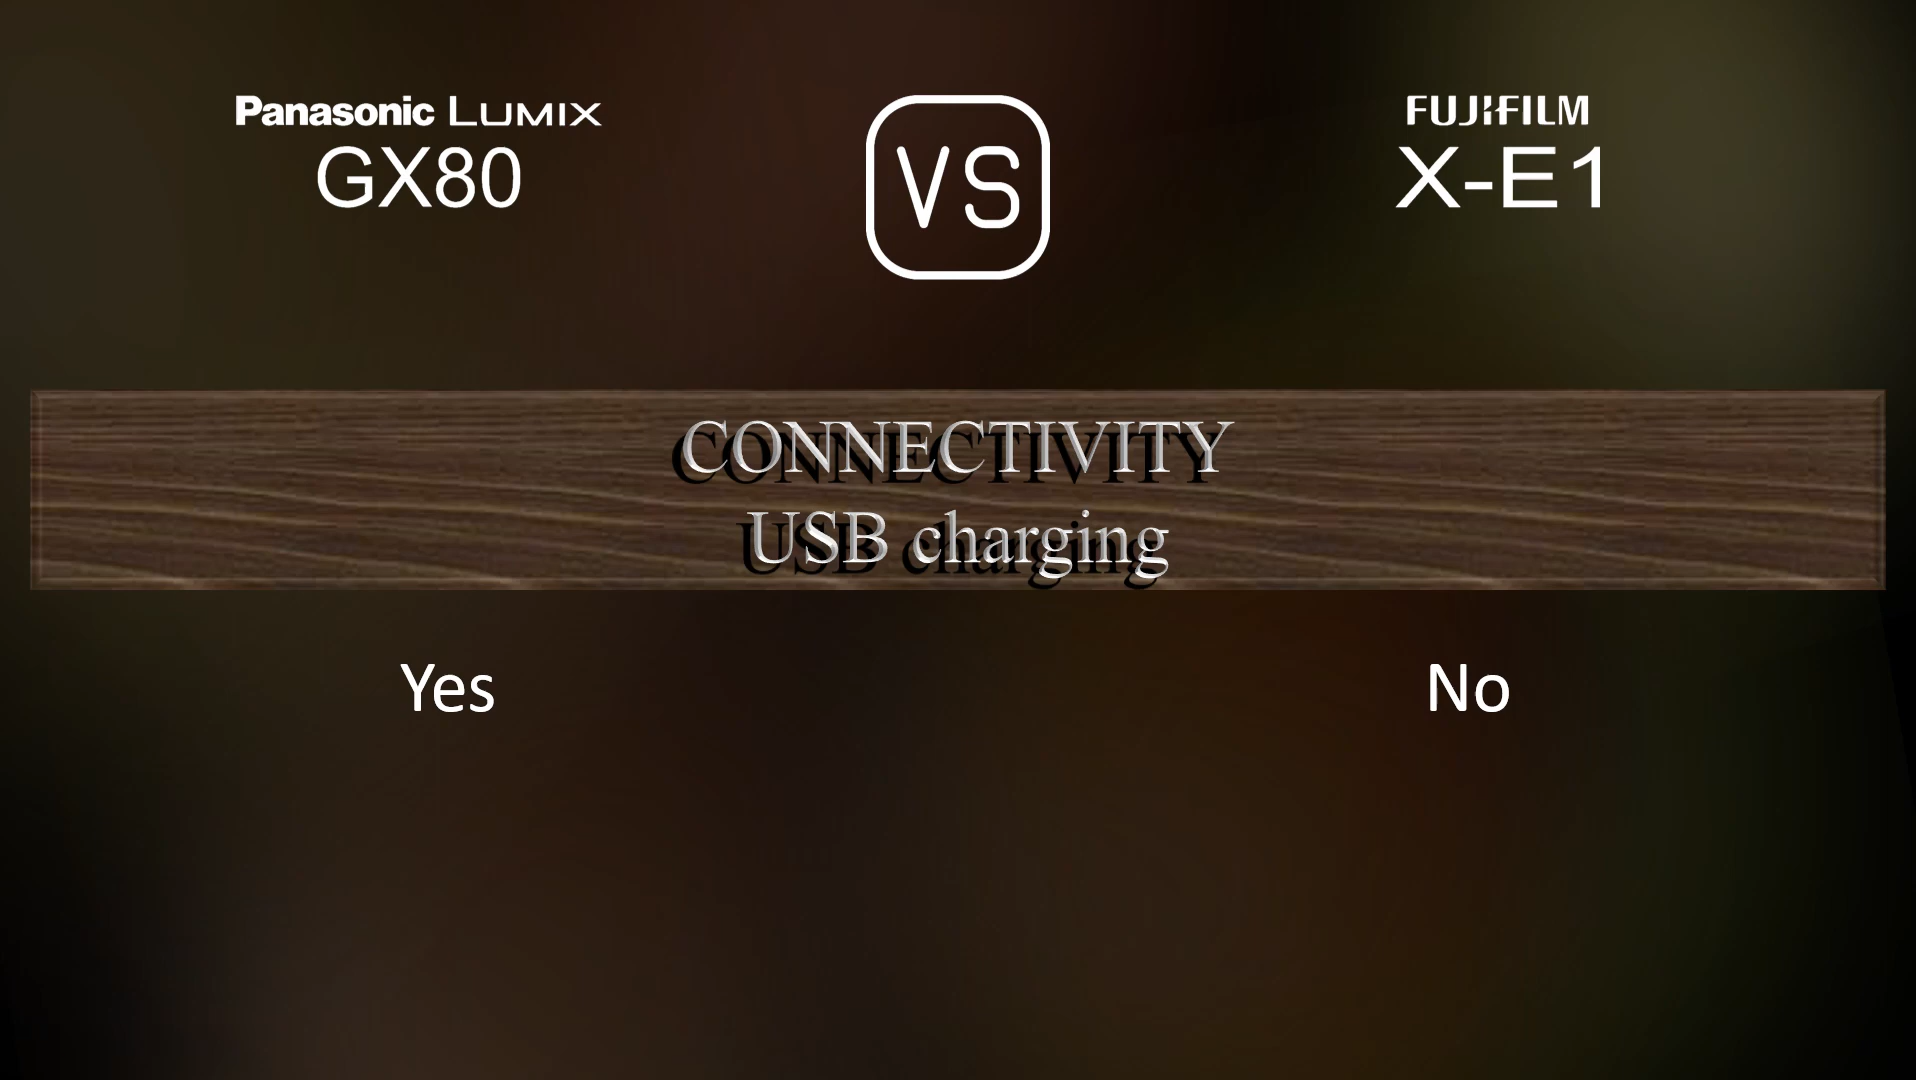 Panasonic LUMIX
GX80
VS
FUJIFILM
X-E1
CONNECTIVITY
USB charging
Yes
No